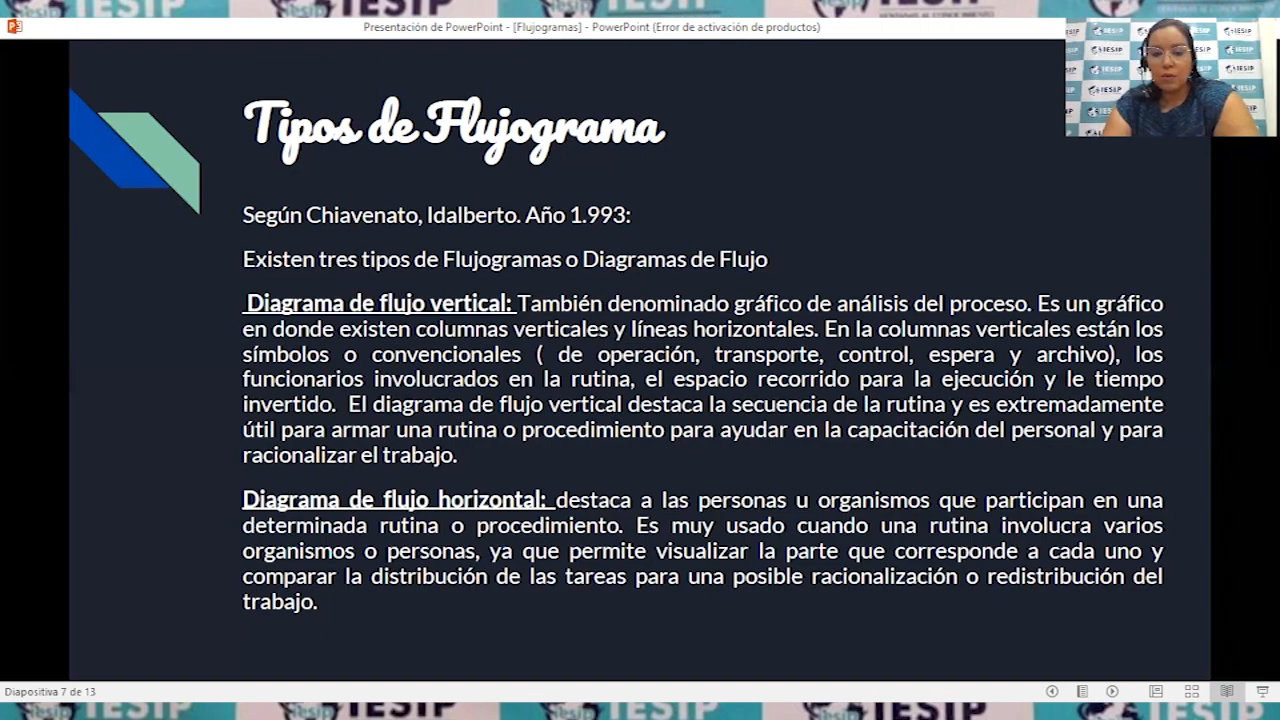 IESIP
Presentación de PowerPoint - [Flujogramas] - PowerPoint (Error de activación de productos)
IESIP
Tipos de Flujograma
Según Chiavenato, Idalberto. Año 1.993:
Existen tres tipos de Flujogramas o Diagramas de Flujo
Diagrama de flujo vertical: También denominado gráfico de análisis del proceso. Es un gráfico
en donde existen columnas verticales y líneas horizontales. En la columnas verticales están los
símbolos o convencionales ( de operación, transporte, control, espera y archivo), los
funcionarios involucrados en la rutina, el espacio recorrido para la ejecución y le tiempo
invertido. El diagrama de flujo vertical destaca la secuencia de la rutina y es extremadamente
útil para armar una rutina o procedimiento para ayudar en la capacitación del personal y para
racionalizar el trabajo.
Diagrama de flujo horizontal: destaca a las personas u organismos que participan en una
determinada rutina o procedimiento. Es muy usado cuando una rutina involucra varios
organismos o personas, ya que permite visualizar la parte que corresponde a cada uno y
comparar la distribución de las tareas para una posible racionalización o redistribución del
trabajo.
Diapositiva 7 de 13